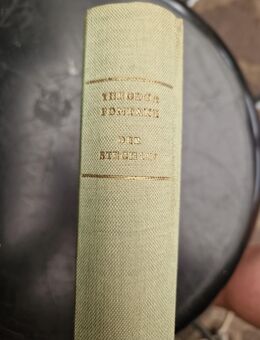 THEODOR
FONTANE
DER
STECHLIN